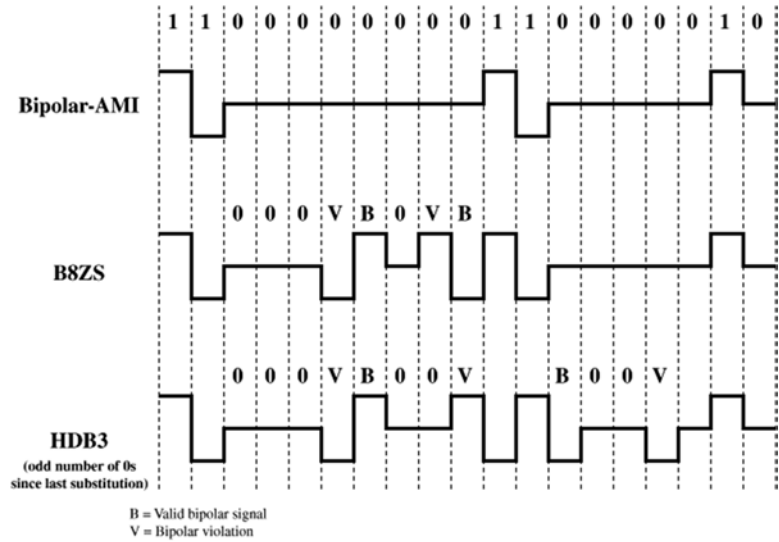 1 1 0 0 0 0 0 0 0 0 1 1 0 0 0 0 0 1 0
Bipolar-AMI
0 0 0 V B 0 V B
B8ZS
0 0 0 V B 0 0 V B 0 0 V
HDB3
(odd number of 0s
since last substitution)
B = Valid bipolar signal
V = Bipolar violation